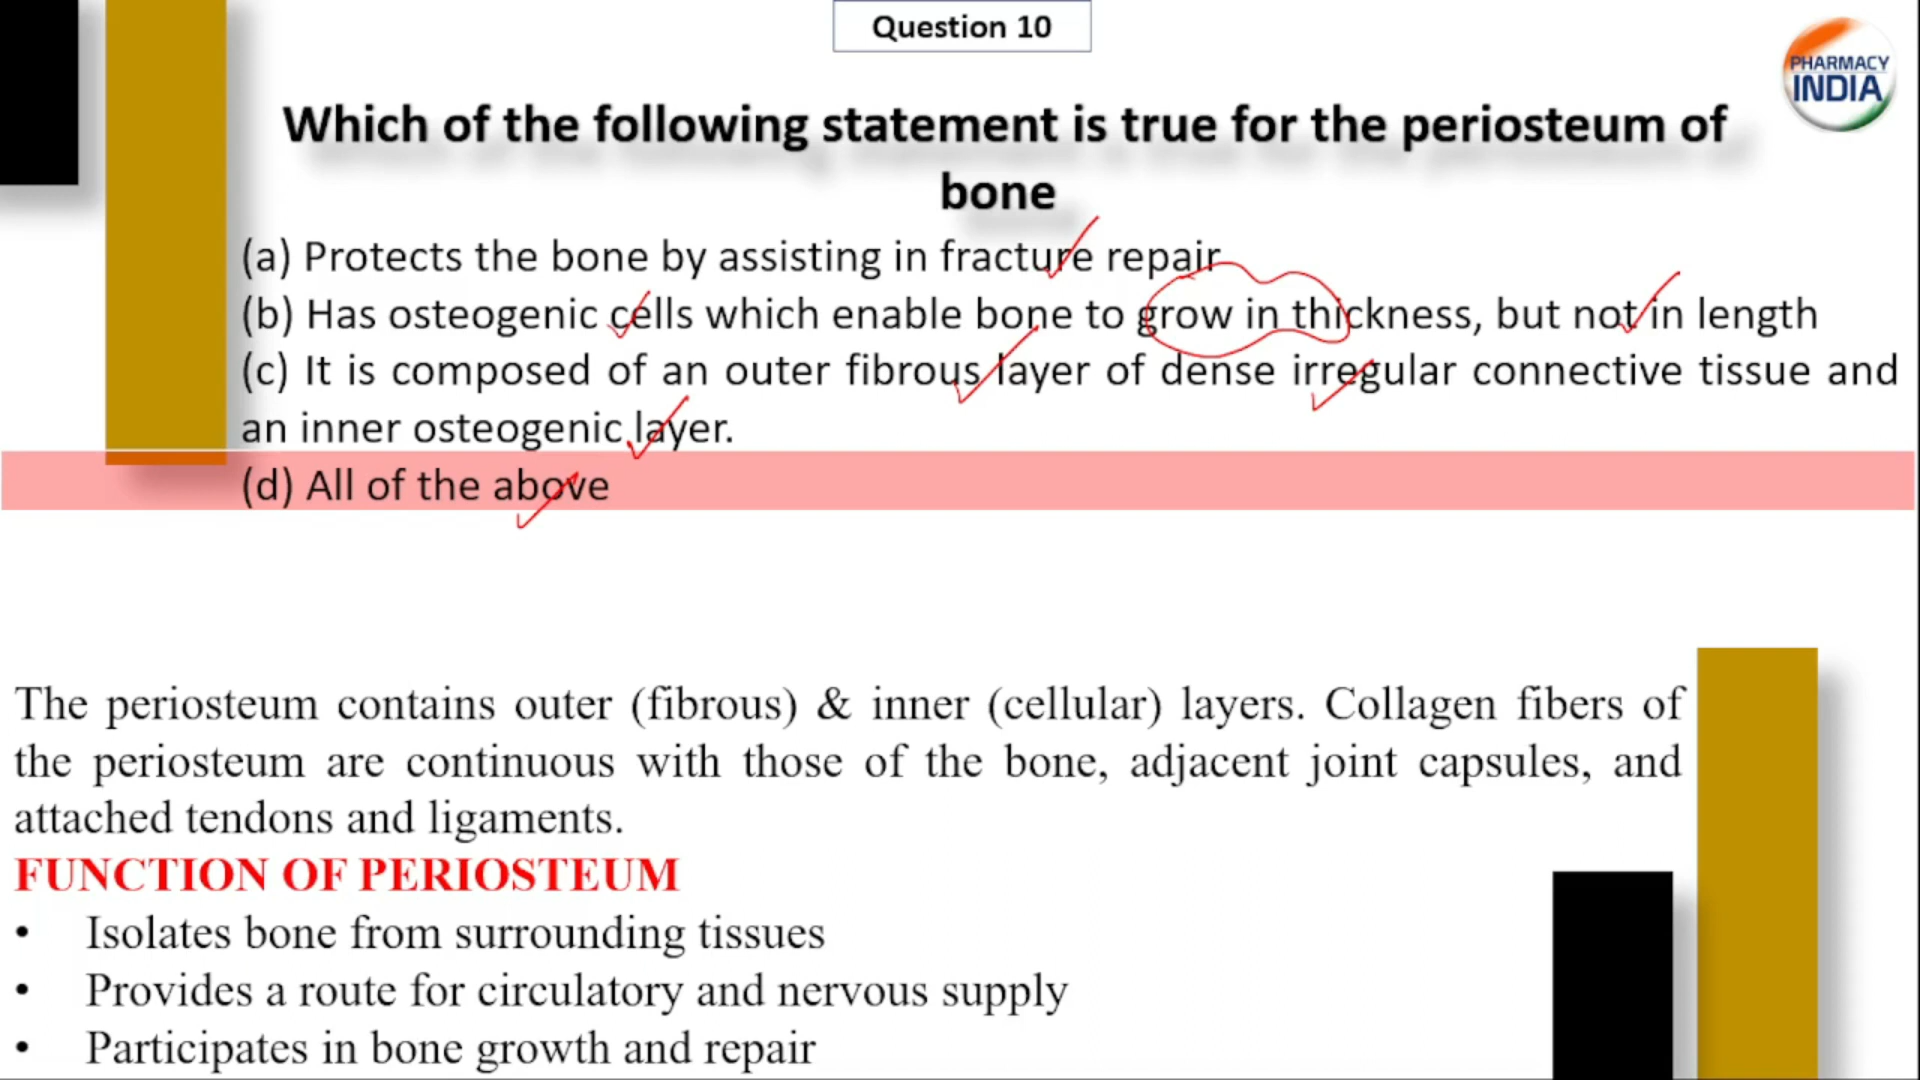 Question 10
PHARMACY
INDIA
Which of the following statement is true for the periosteum of
bone
(a) Protects the bone by assisting in fracture repair
(b) Has osteogenic cells which enable bone to grow in thickness, but not in length
(c) It is composed of an outer fibrous layer of dense irregular connective tissue and
an inner osteogenic layer.
(d) All of the above
The periosteum contains outer (fibrous) & inner (cellular) layers. Collagen fibers of
the periosteum are continuous with those of the bone, adjacent joint capsules, and
attached tendons and ligaments.
FUNCTION OF PERIOSTEUM
• Isolates bone from surrounding tissues
• Provides a route for circulatory and nervous supply
• Participates in bone growth and repair